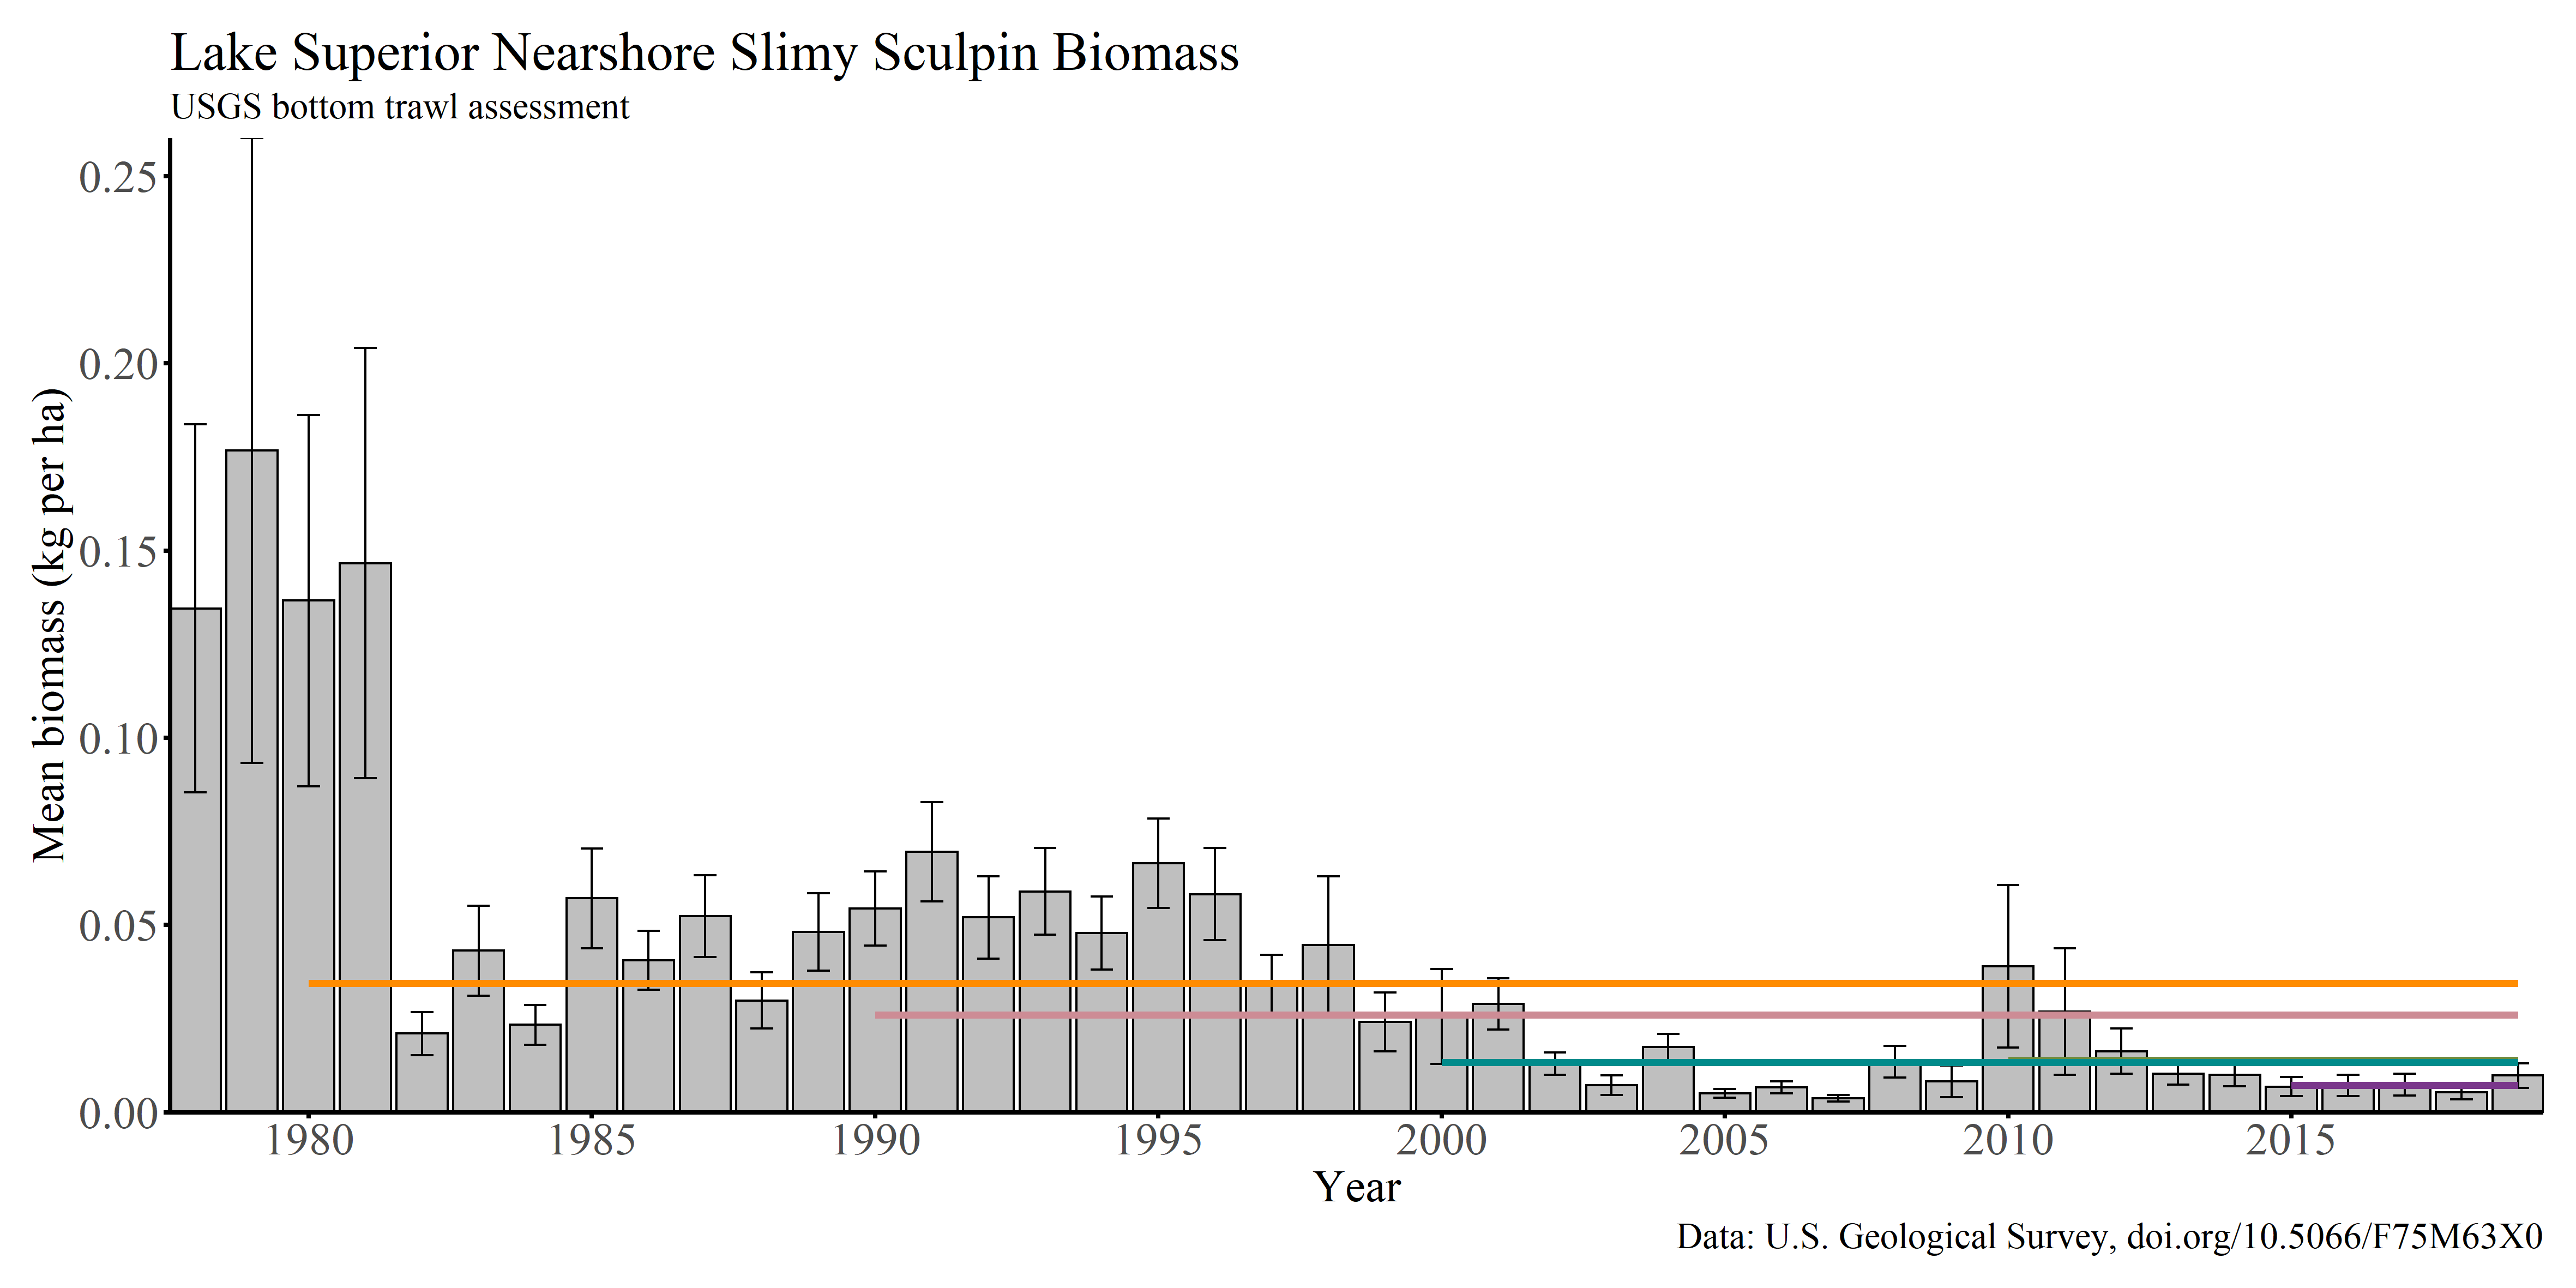 Lake Superior Nearshore Slimy Sculpin Biomass
USGS bottom trawl assessment
Mean biomass (kg per ha)
0.25
0.20
0.15
0.10
0.05
0.00
1980 1985 1990 1995 2000 2005 2010 2015
Year
Data: U.S. Geological Survey, doi.org/10.5066/F75M63X0